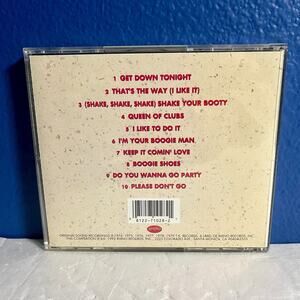 1 GET DOWN TONIGHT
2 THAT'S THE WAY (I LIKE IT)
3 (SHAKE, SHAKE, SHAKE) SHAKE YOUR BOOTY
4 QUEEN OF CLUBS
5 I LIKE TO DO IT
6 I'M YOUR BOOGIE MAN
7 KEEP IT COMIN' LOVE
8 BOOGIE SHOES
9 DO YOU WANNA GO PARTY
10 PLEASE DON'T GO
RHINO